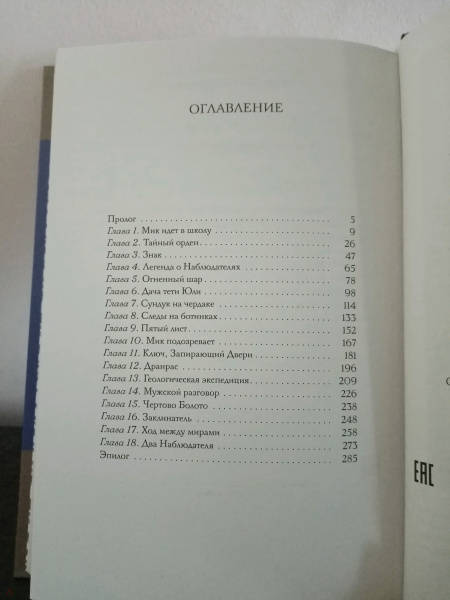 ОГЛАВЛЕНИЕ
Пролог . . . . . . . . . . . . . . . . . . . . . . . . . . . . 5
Глава 1. Мик идет в школу . . . . . . . . . . . . . . . . 9
Глава 2. Тайный орден . . . . . . . . . . . . . . . . 26
Глава 3. Знак . . . . . . . . . . . . . . . . 47
Глава 4. Легенда о Наблюдателях . . . . . . . . . . . . . . . . 65
Глава 5. Огненный шар . . . . . . . . . . . . . . . . 78
Глава 6. Дача тети Юли . . . . . . . . . . . . . . . . 98
Глава 7. Сундук на чердаке . . . . . . . . . . . . . . . . 114
Глава 8. Следы на ботинках . . . . . . . . . . . . . . . . 133
Глава 9. Пятый лист . . . . . . . . . . . . . . . . 152
Глава 10. Мик подозревает . . . . . . . . . . . . . . . . 167
Глава 11. Ключ, Запирающий Двери . . . . . . . . . . . . . . . . 181
Глава 12. Дранрас . . . . . . . . . . . . . . . . 196
Глава 13. Геологическая экспедиция . . . . . . . . . . . . . . . . 209
Глава 14. Мужской разговор . . . . . . . . . . . . . . . . 226
Глава 15. Чертово Болото . . . . . . . . . . . . . . . . 238
Глава 16. Заклинатель . . . . . . . . . . . . . . . . 248
Глава 17. Ход между мирами . . . . . . . . . . . . . . . . 258
Глава 18. Два Наблюдателя . . . . . . . . . . . . . . . . 273
Эпилог . . . . . . . . . . . . . . . . 285
EAC